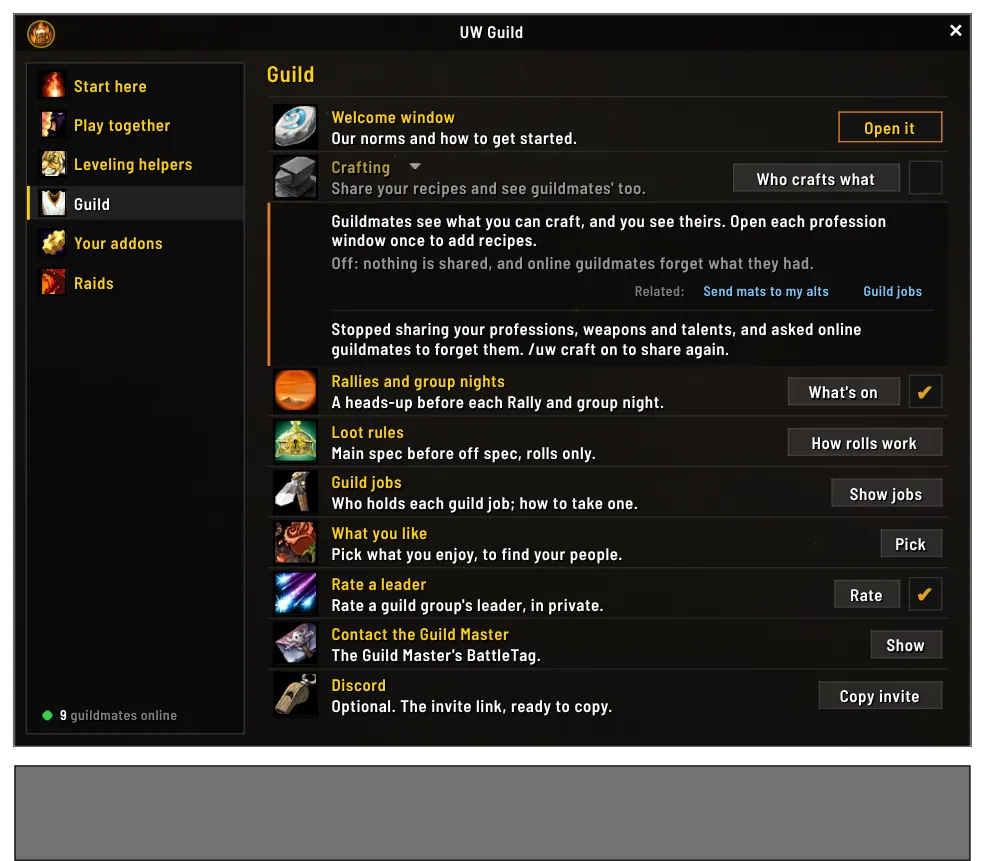 UW Guild
Start here
Play together
Leveling helpers
Guild
Your addons
Raids
9 guildmates online
Guild
Welcome window
Our norms and how to get started.
Open it
Crafting
Share your recipes and see guildmates' too.
Who crafts what
Guildmates see what you can craft, and you see theirs. Open each profession
window once to add recipes.
Off: nothing is shared, and online guildmates forget what they had.
Related: Send mats to my alts Guild jobs
Stopped sharing your professions, weapons and talents, and asked online
guildmates to forget them. /uw craft on to share again.
Rallies and group nights
A heads-up before each Rally and group night.
What's on
Loot rules
Main spec before off spec, rolls only.
How rolls work
Guild jobs
Who holds each guild job; how to take one.
Show jobs
What you like
Pick what you enjoy, to find your people.
Pick
Rate a leader
Rate a guild group's leader, in private.
Rate
Contact the Guild Master
The Guild Master's BattleTag.
Show
Discord
Optional. The invite link, ready to copy.
Copy invite